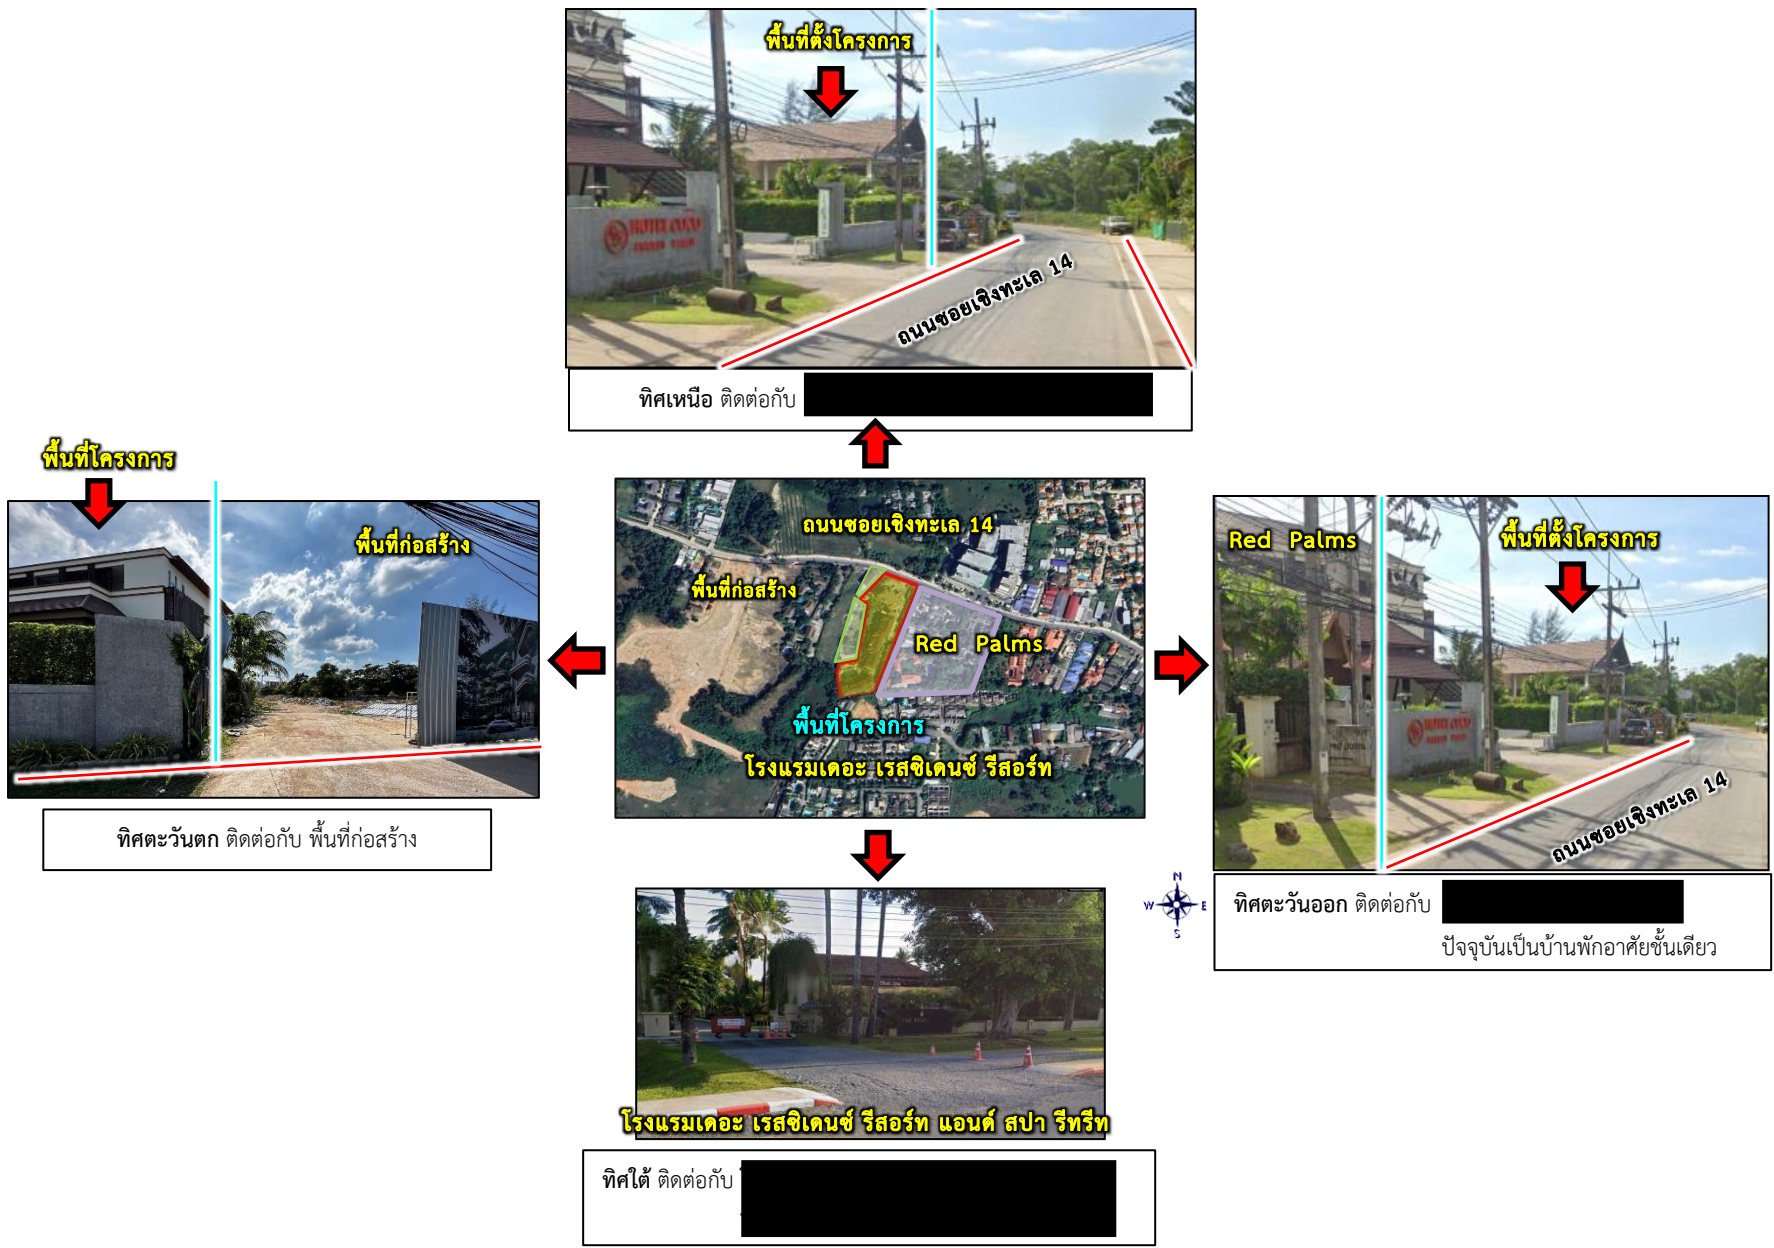 พื้นที่ตั้งโครงการ
ถนนซอยเชิงทะเล 14
ทิศเหนือ ติดต่อกับ
พื้นที่โครงการ
พื้นที่ก่อสร้าง
ทิศตะวันตก ติดต่อกับ พื้นที่ก่อสร้าง
ถนนซอยเชิงทะเล 14
พื้นที่ก่อสร้าง
Red Palms
พื้นที่โครงการ
โรงแรมเดอะ เรสซิเดนซ์ รีสอร์ท
Red Palms
พื้นที่ตั้งโครงการ
ถนนซอยเชิงทะเล 14
N
W E
S
ทิศตะวันออก ติดต่อกับ
ปัจจุบันเป็นบ้านพักอาศัยชั้นเดียว
โรงแรมเดอะ เรสซิเดนซ์ รีสอร์ท แอนด์ สปา รีทรีท
ทิศใต้ ติดต่อกับ